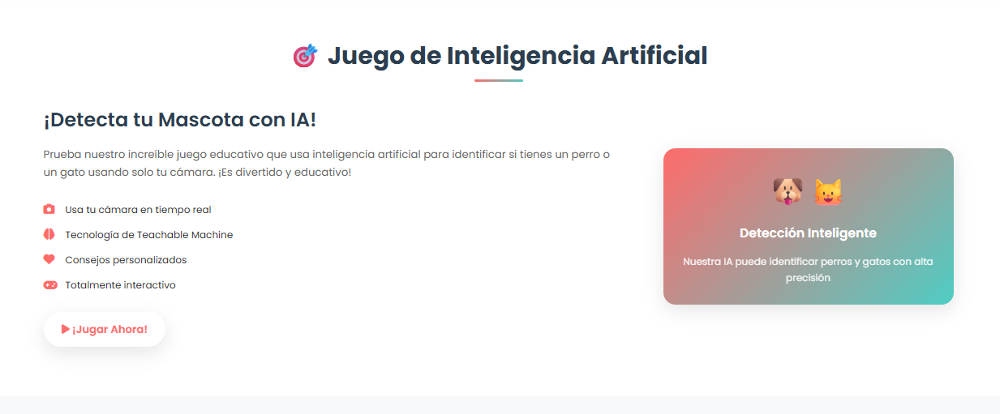 Juego de Inteligencia Artificial
¡Detecta tu Mascota con IA!
Prueba nuestro increíble juego educativo que usa inteligencia artificial para identificar si tienes un perro o
un gato usando solo tu cámara. ¡Es divertido y educativo!
Usa tu cámara en tiempo real
Tecnología de Teachable Machine
Consejos personalizados
Totalmente interactivo
¡Jugar Ahora!
Detección Inteligente
Nuestra IA puede identificar perros y gatos con alta
precisión